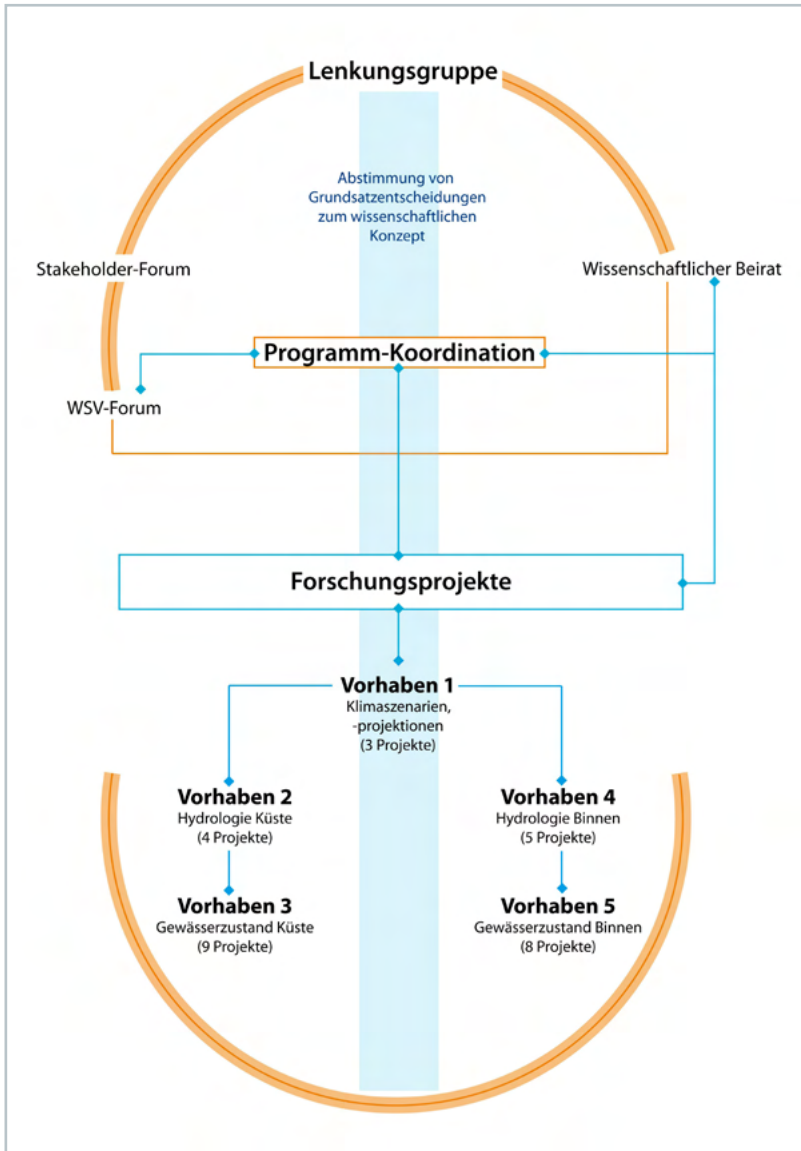 Lenkungsgruppe
Abstimmung von
Grundsatzentscheidungen
zum wissenschaftlichen
Konzept
Stakeholder-Forum
Wissenschaftlicher Beirat
Programm-Koordination
WSV-Forum
Forschungsprojekte
Vorhaben 1
Klimaszenarien,
-projektionen
(3 Projekte)
Vorhaben 2
Hydrologie Küste
(4 Projekte)
Vorhaben 4
Hydrologie Binnen
(5 Projekte)
Vorhaben 3
Gewässerzustand Küste
(9 Projekte)
Vorhaben 5
Gewässerzustand Binnen
(8 Projekte)